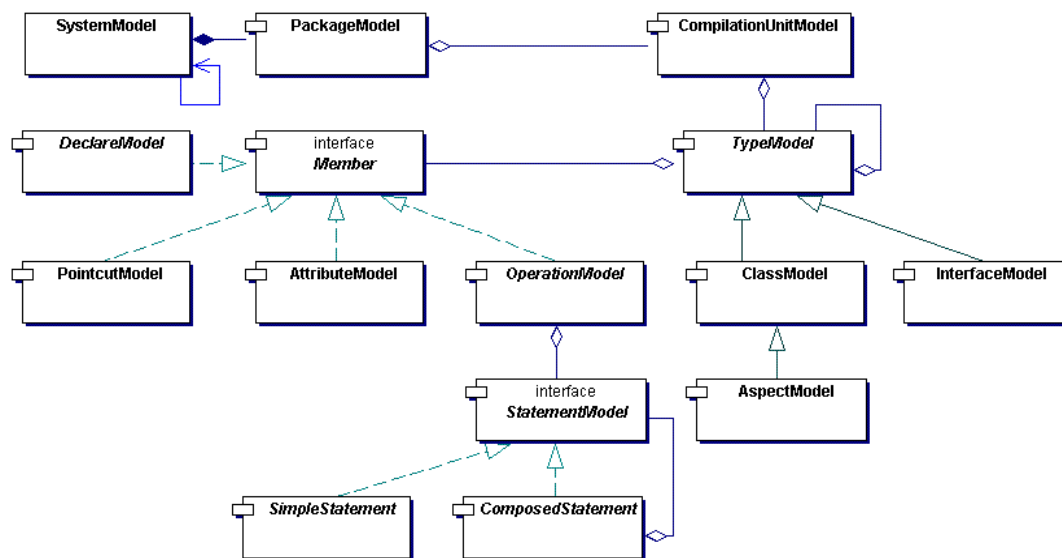 SystemModel
PackageModel
CompilationUnitModel
DeclareModel
interface
Member
TypeModel
PointcutModel
AttributeModel
OperationModel
ClassModel
InterfaceModel
interface
StatementModel
AspectModel
SimpleStatement
ComposedStatement